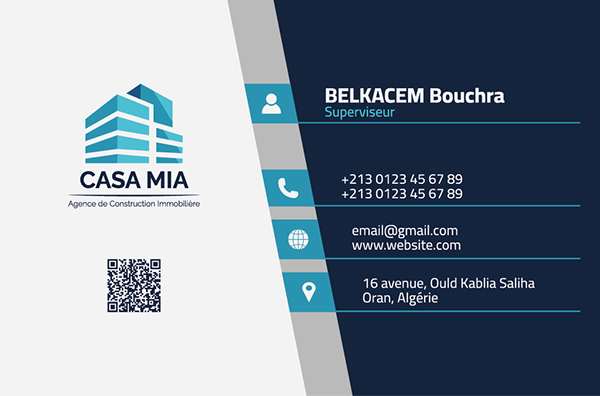 CASA MIA
Agence de Construction Immobilière
BELKACEM Bouchra
Superviseur
+213 0123 45 67 89
+213 0123 45 67 89
email@gmail.com
www.website.com
16 avenue, Ould Kablia Saliha
Oran, Algérie